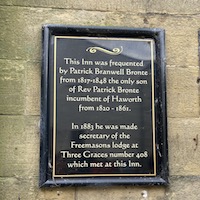 This Inn was frequented
by Patrick Branwell Bronte
from 1817-1848 the only son
of Rev Patrick Bronte
incumbent of Haworth
from 1820 - 1861.
In 1883 he was made
secretary of the
Freemasons lodge at
Three Graces number 408
which met at this Inn.